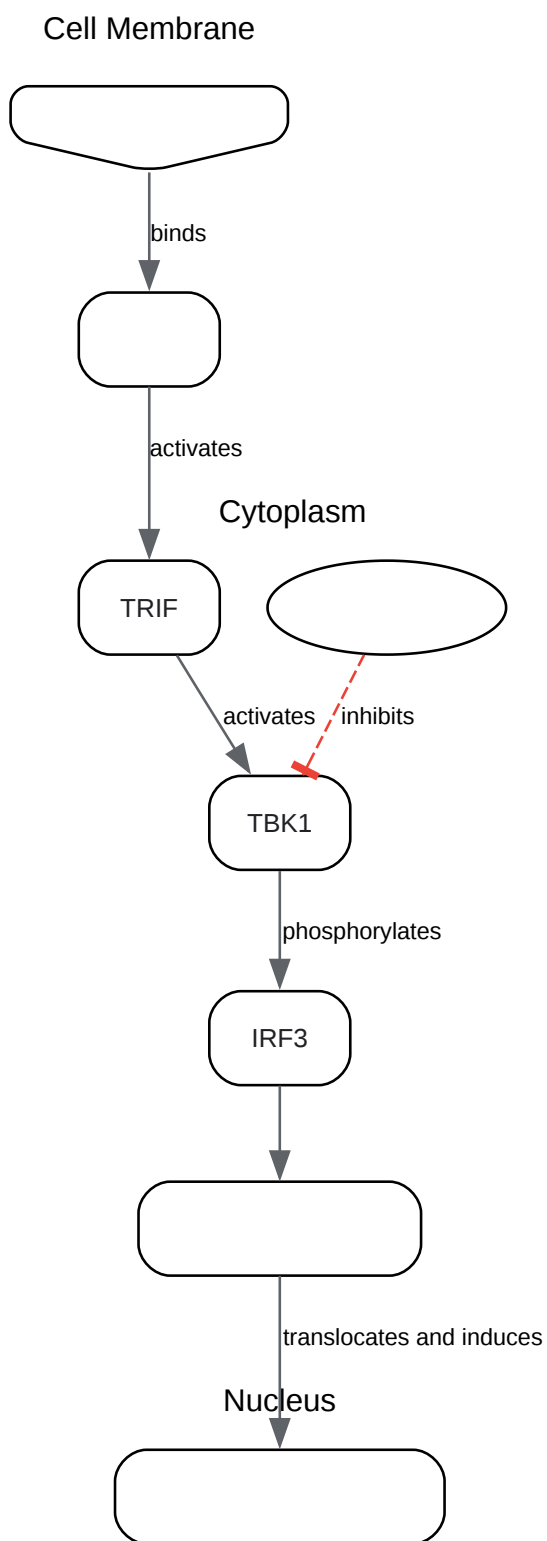 Cell Membrane
binds
activates
Cytoplasm
TRIF
activates
inhibits
TBK1
phosphorylates
IRF3
translocates and induces
Nucleus